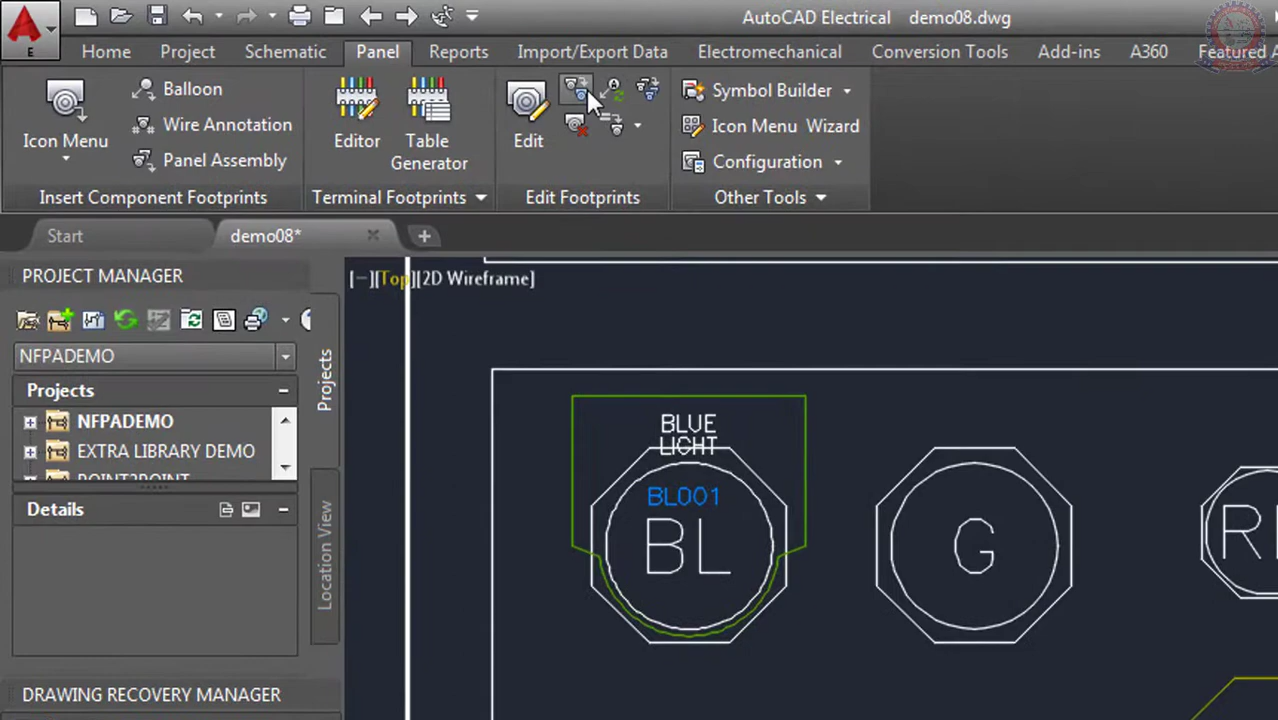 AutoCAD Electrical demo08.dwg
E
Home Project Schematic Panel Reports Import/Export Data Electromechanical Conversion Tools Add-ins A360 Featured A
Icon Menu
Balloon
Wire Annotation
Panel Assembly
Insert Component Footprints
Editor
Table Generator
Terminal Footprints
Edit
Edit Footprints
Symbol Builder
Icon Menu Wizard
Configuration
Other Tools
Start demo08*
PROJECT MANAGER
NFPADEMO
Projects
NFPADEMO
EXTRA LIBRARY DEMO
POINT2POINT
Details
Projects
Location View
DRAWING RECOVERY MANAGER
[−][Top][2D Wireframe]
BLUE
LIGHT
BL001
BL
G
R